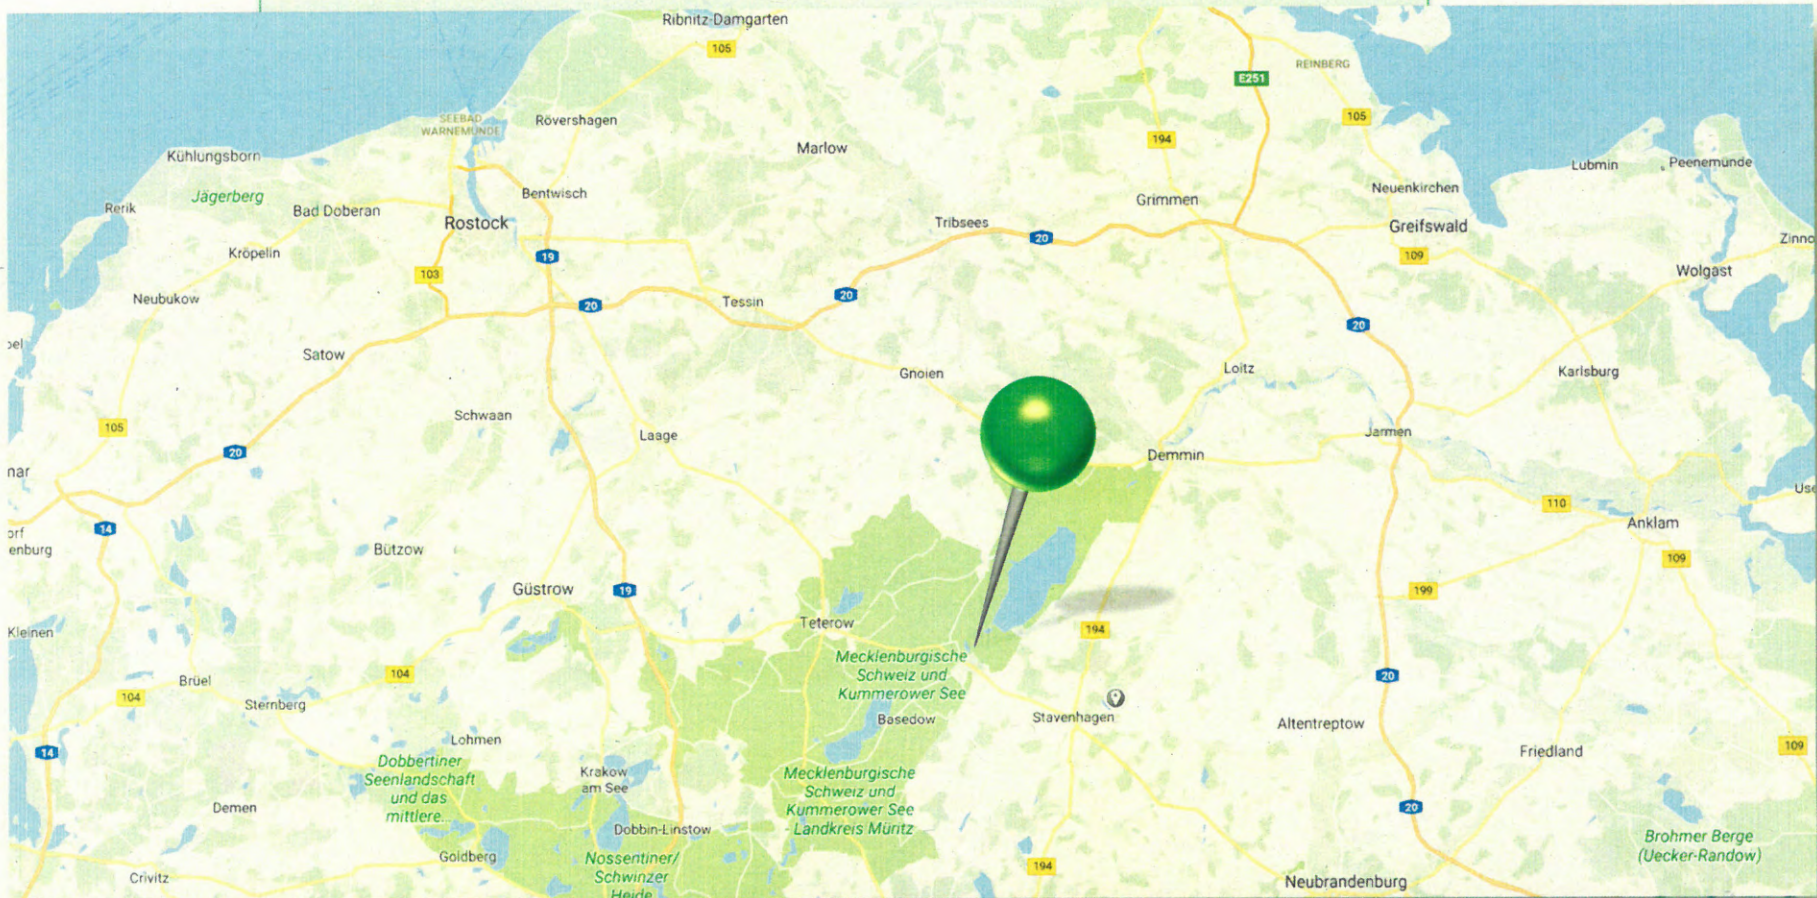 Ribnitz-Damgarten
105
REINBERG
E251
SEEBAD
WARNEMÜNDE
Rövershagen
105
194
Marlow
Kühlungsborn
Lubmin
Peenemünde
Jägerberg
Bentwisch
Neuenkirchen
Grimmen
Rerik
Bad Doberan
Rostock
Tribsees
Greifswald
20
Zinno
Kröpelin
19
109
103
Wolgast
Neubukow
20
20
Tessin
20
Satow
Gnoien
Loitz
Karlsburg
Schwaan
105
Laage
Jarmen
20
Demmin
mar
Use
110
14
Anklam
orf
enburg
Bützow
109
Güstrow
19
199
Teterow
Kleinen
194
Mecklenburgische
Schweiz und
Kummerower See
104
20
Brüel
104
Sternberg
Basedow
Stavenhagen
Altentreptow
Lohmen
14
Friedland
109
Dobbertiner
Seenlandschaft
und das
mittlere...
Krakow
am See
Mecklenburgische
Schweiz und
Kummerower See
- Landkreis Müritz
Demen
20
Dobbin-Linstow
Brohmer Berge
(Uecker-Randow)
Goldberg
Nossentiner/
Schwinzer
Heide
194
Crivitz
Neubrandenburg